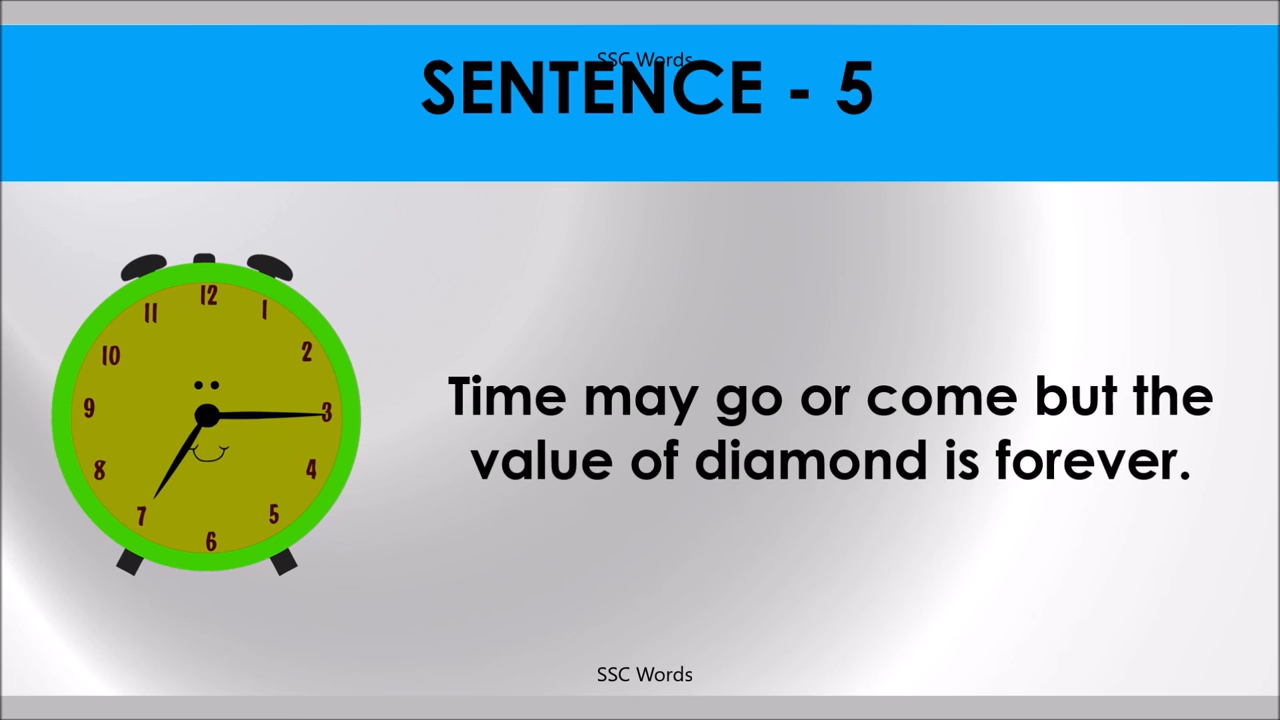 SSC Words
SENTENCE - 5
12
11
1
10
2
9
3
8
4
7
5
6
Time may go or come but the
value of diamond is forever.
SSC Words